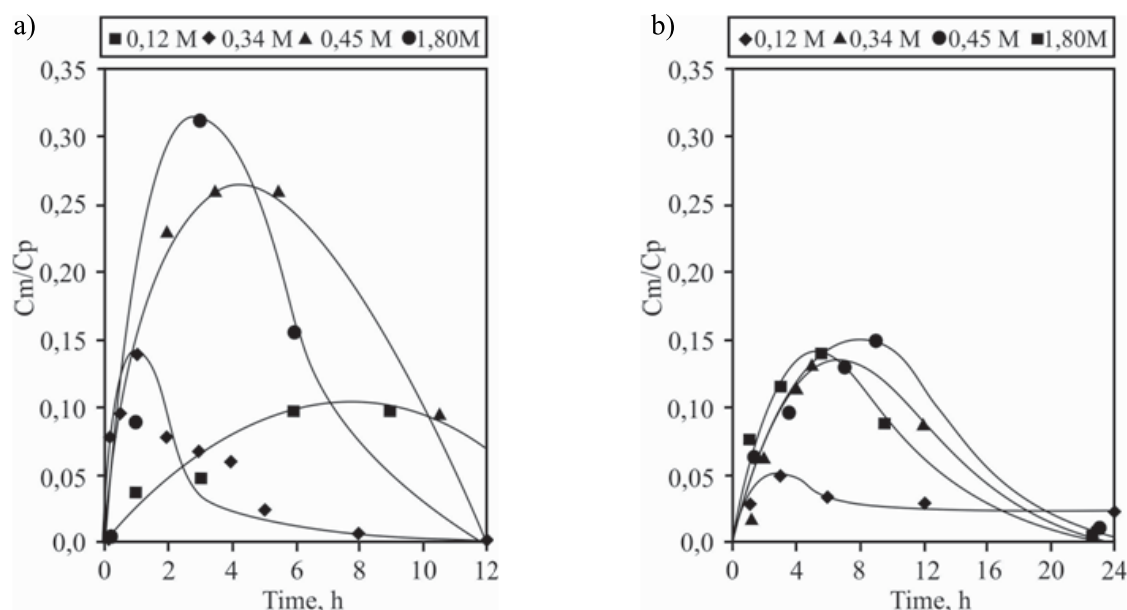 a)
■ 0,12 M ◆ 0,34 M ▲ 0,45 M ● 1,80M
0,35
0,30
0,25
0,20
0,15
0,10
0,05
0,0
Cm/Cp
0 2 4 6 8 10 12
Time, h
b)
◆ 0,12 M ▲ 0,34 M ● 0,45 M ■ 1,80M
0,35
0,30
0,25
0,20
0,15
0,10
0,05
0,0
Cm/Cp
0 4 8 12 16 20 24
Time, h